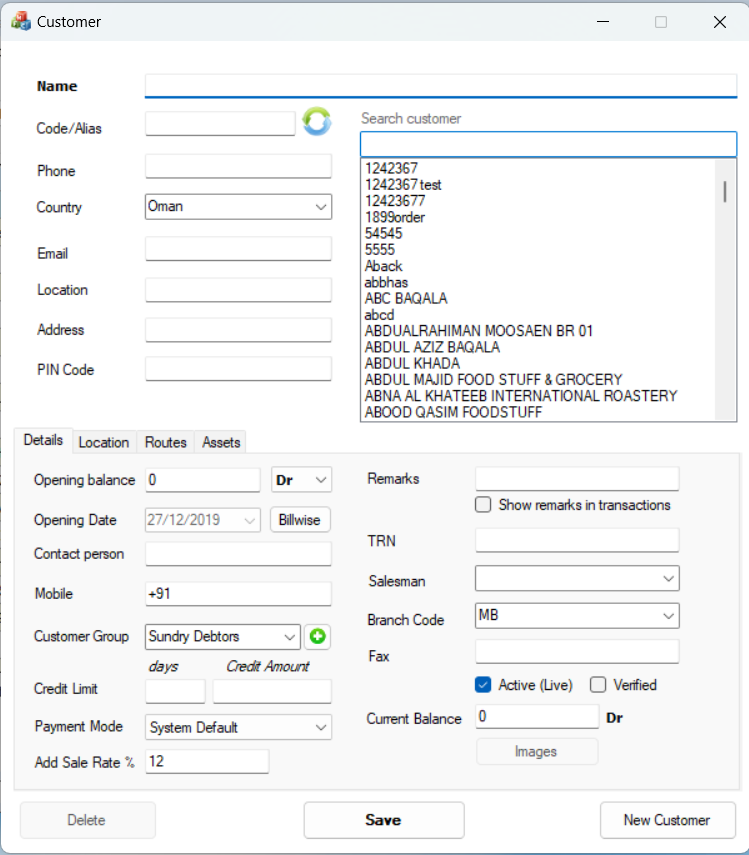 Customer
Name
Code/Alias
Phone
Country Oman
Email
Location
Address
PIN Code
Search customer
1242367
1242367 test
12423677
1899order
54545
5555
Aback
abbhas
ABC BAQALA
abcd
ABDUALRAHIMAN MOOSAEN BR 01
ABDUL AZIZ BAQALA
ABDUL KHADA
ABDUL MAJID FOOD STUFF & GROCERY
ABNA AL KHATEEB INTERNATIONAL ROASTERY
ABOOD QASIM FOODSTUFF
Details Location Routes Assets
Opening balance 0 Dr
Opening Date 27/12/2019 Billwise
Contact person
Mobile +91
Customer Group Sundry Debtors
days Credit Amount
Credit Limit
Payment Mode System Default
Add Sale Rate % 12
Remarks
Show remarks in transactions
TRN
Salesman
Branch Code MB
Fax
Active (Live) Verified
Current Balance 0 Dr
Images
Delete Save New Customer